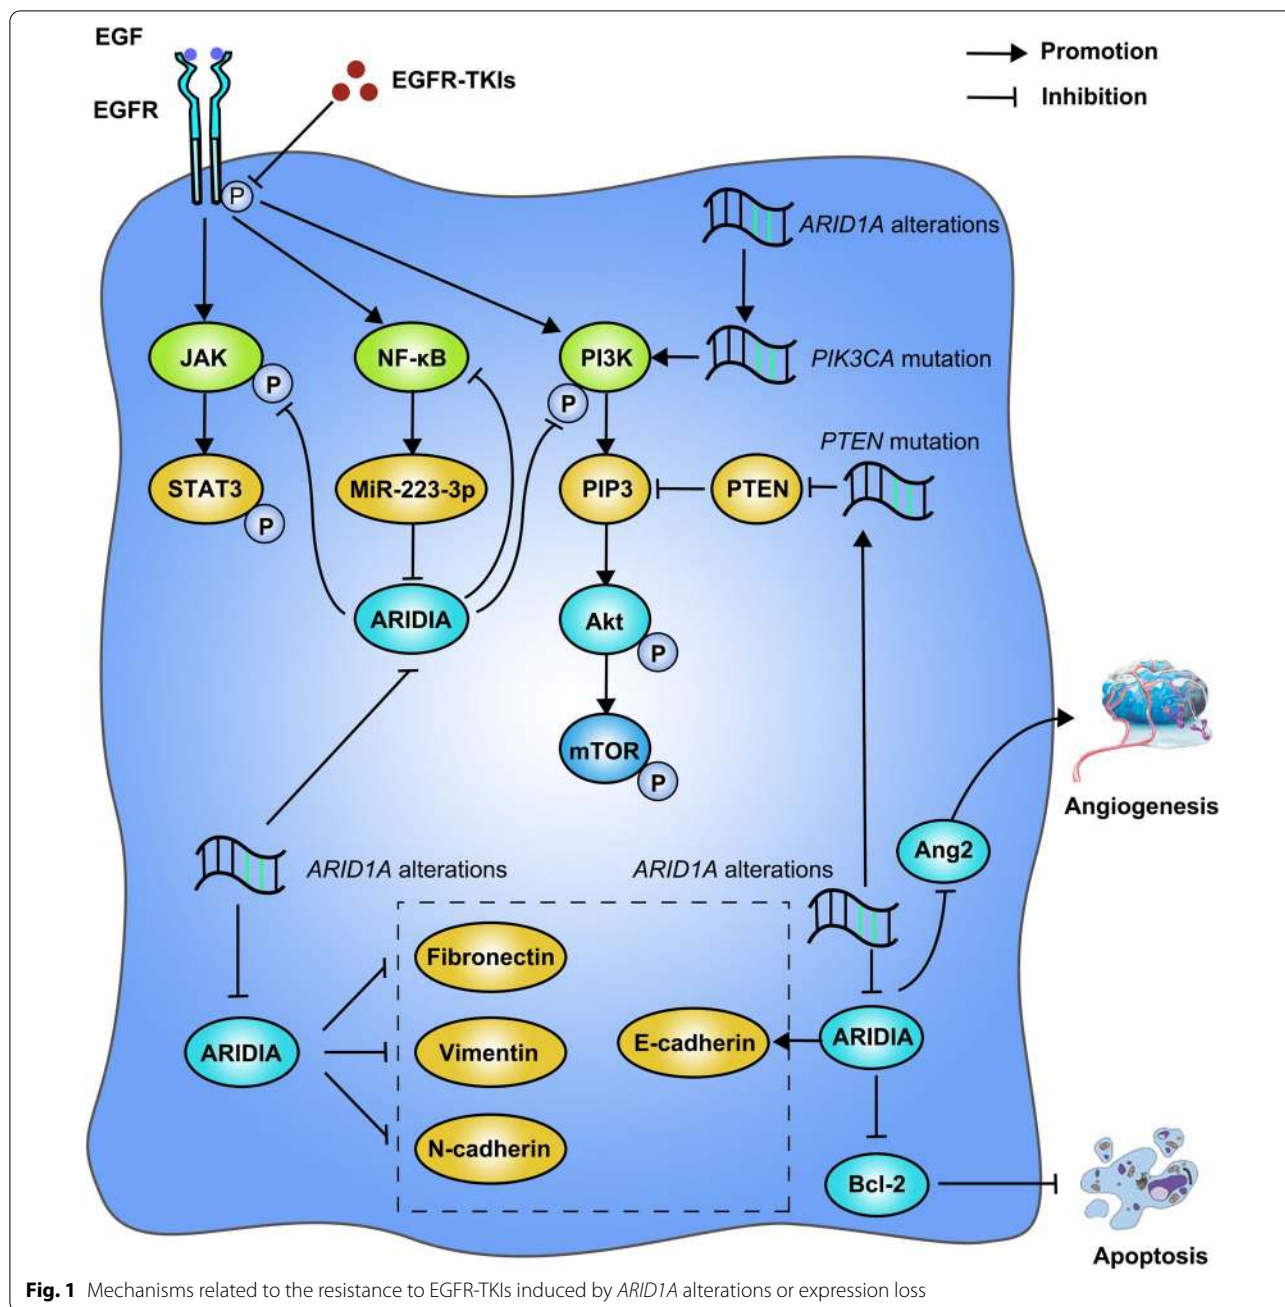 EGF
EGFR
EGFR-TKIs
Promotion
Inhibition
P
ARID1A alterations
JAK
P
NF-κB
PI3K
P
PIK3CA mutation
PTEN mutation
STAT3
P
MiR-223-3p
PIP3
PTEN
ARIDIA
Akt
P
mTOR
P
Angiogenesis
Ang2
ARID1A alterations
ARID1A alterations
Fibronectin
ARIDIA
Vimentin
E-cadherin
ARIDIA
N-cadherin
Bcl-2
Apoptosis
Fig. 1 Mechanisms related to the resistance to EGFR-TKIs induced by ARID1A alterations or expression loss